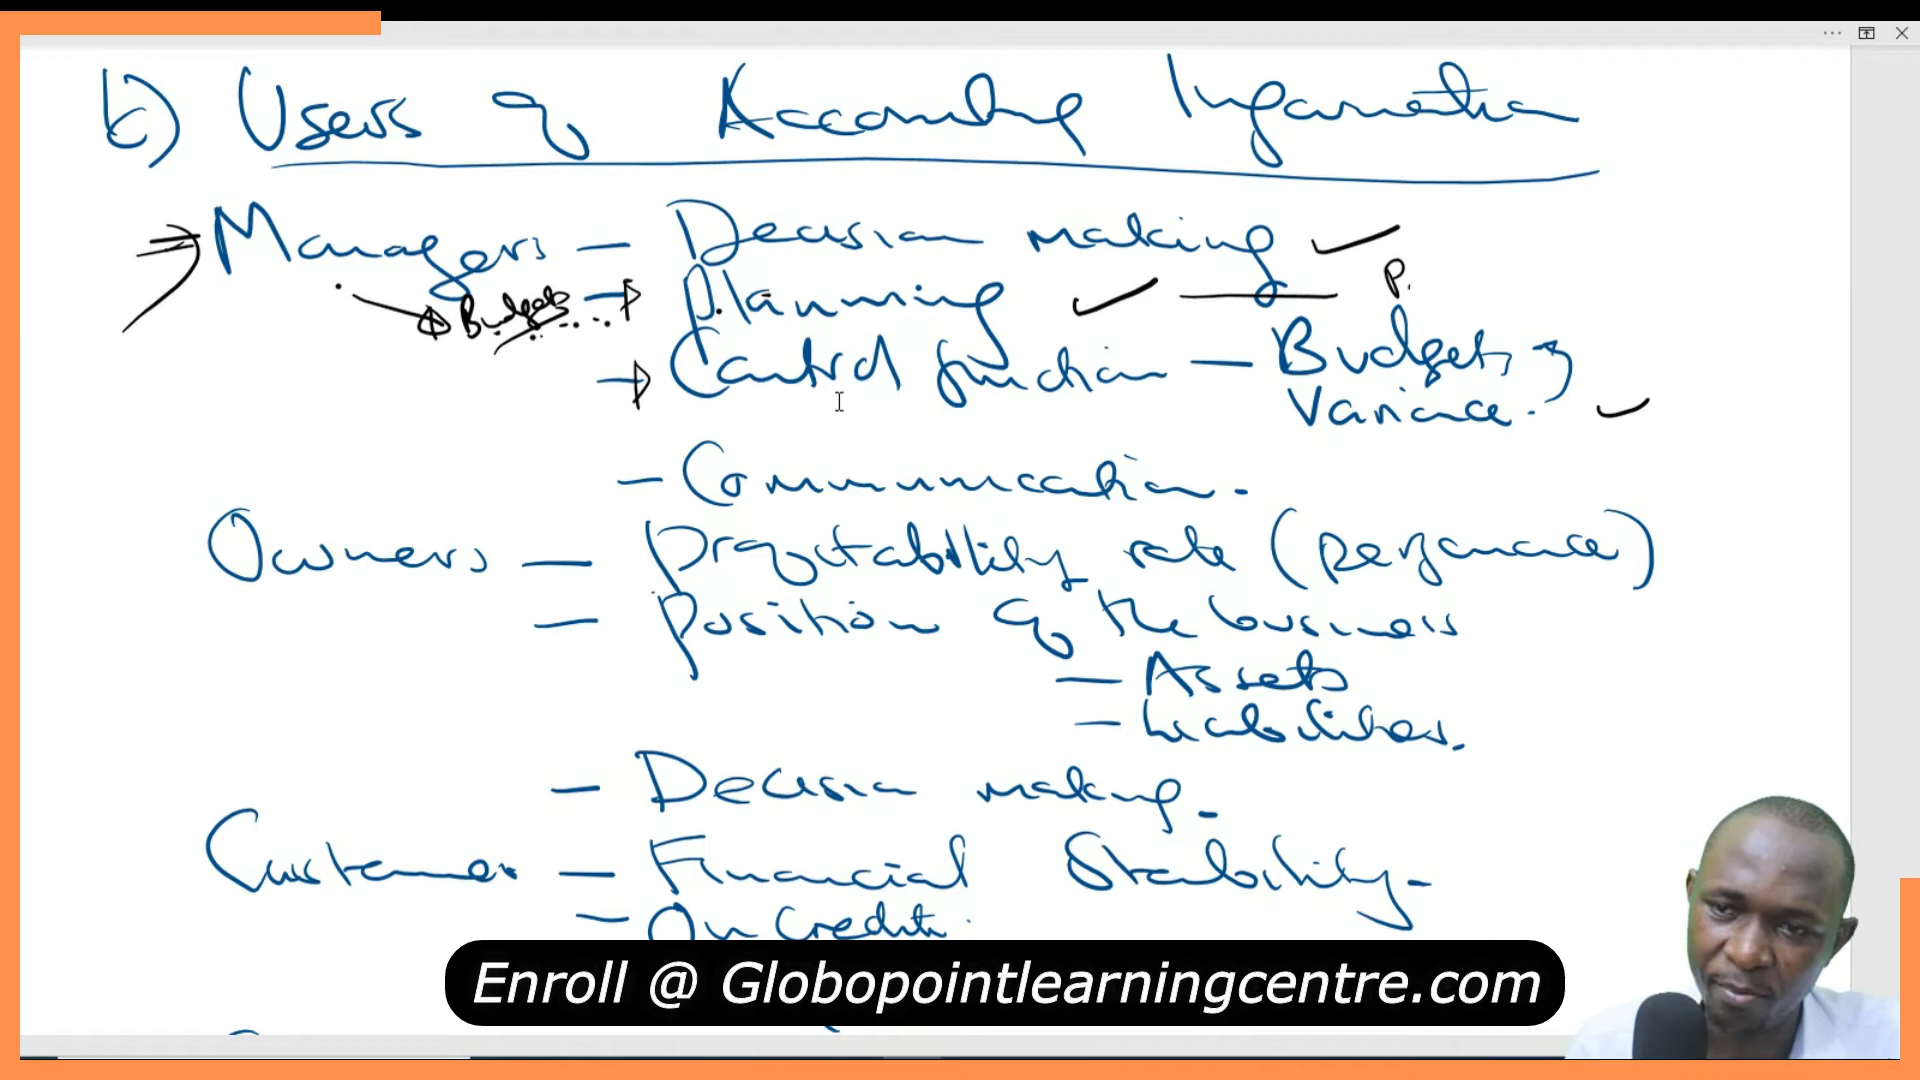 b) Users of Accounting Information
Managers – Decision making
Budgets Planning P.
Control function – Budgets &
Variance.
– Communication.
Owners – Profitability rate (performance)
– Position of the business
– Assets
– Liabilities.
– Decision making.
Customer – Financial Stability.
– On credit.
Enroll @ Globopointlearningcentre.com